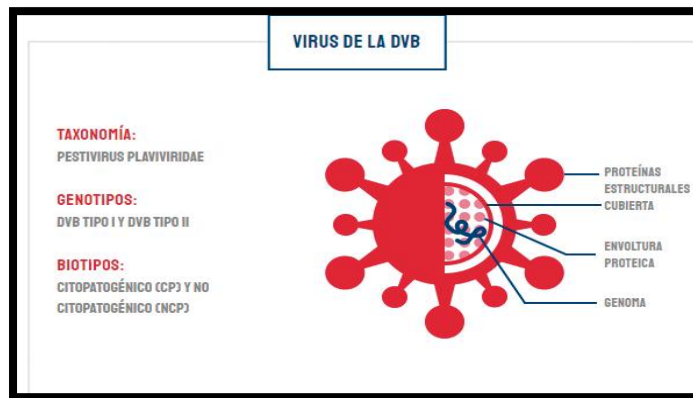 VIRUS DE LA DVB
TAXONOMÍA:
PESTIVIRUS PLAVIVIRIDAE
GENOTIPOS:
DVB TIPO I Y DVB TIPO II
BIOTIPOS:
CITOPATOGÉNICO (CP) Y NO
CITOPATOGÉNICO (NCP)
PROTEÍNAS
ESTRUCTURALES
CUBIERTA
ENVOLTURA
PROTEICA
GENOMA